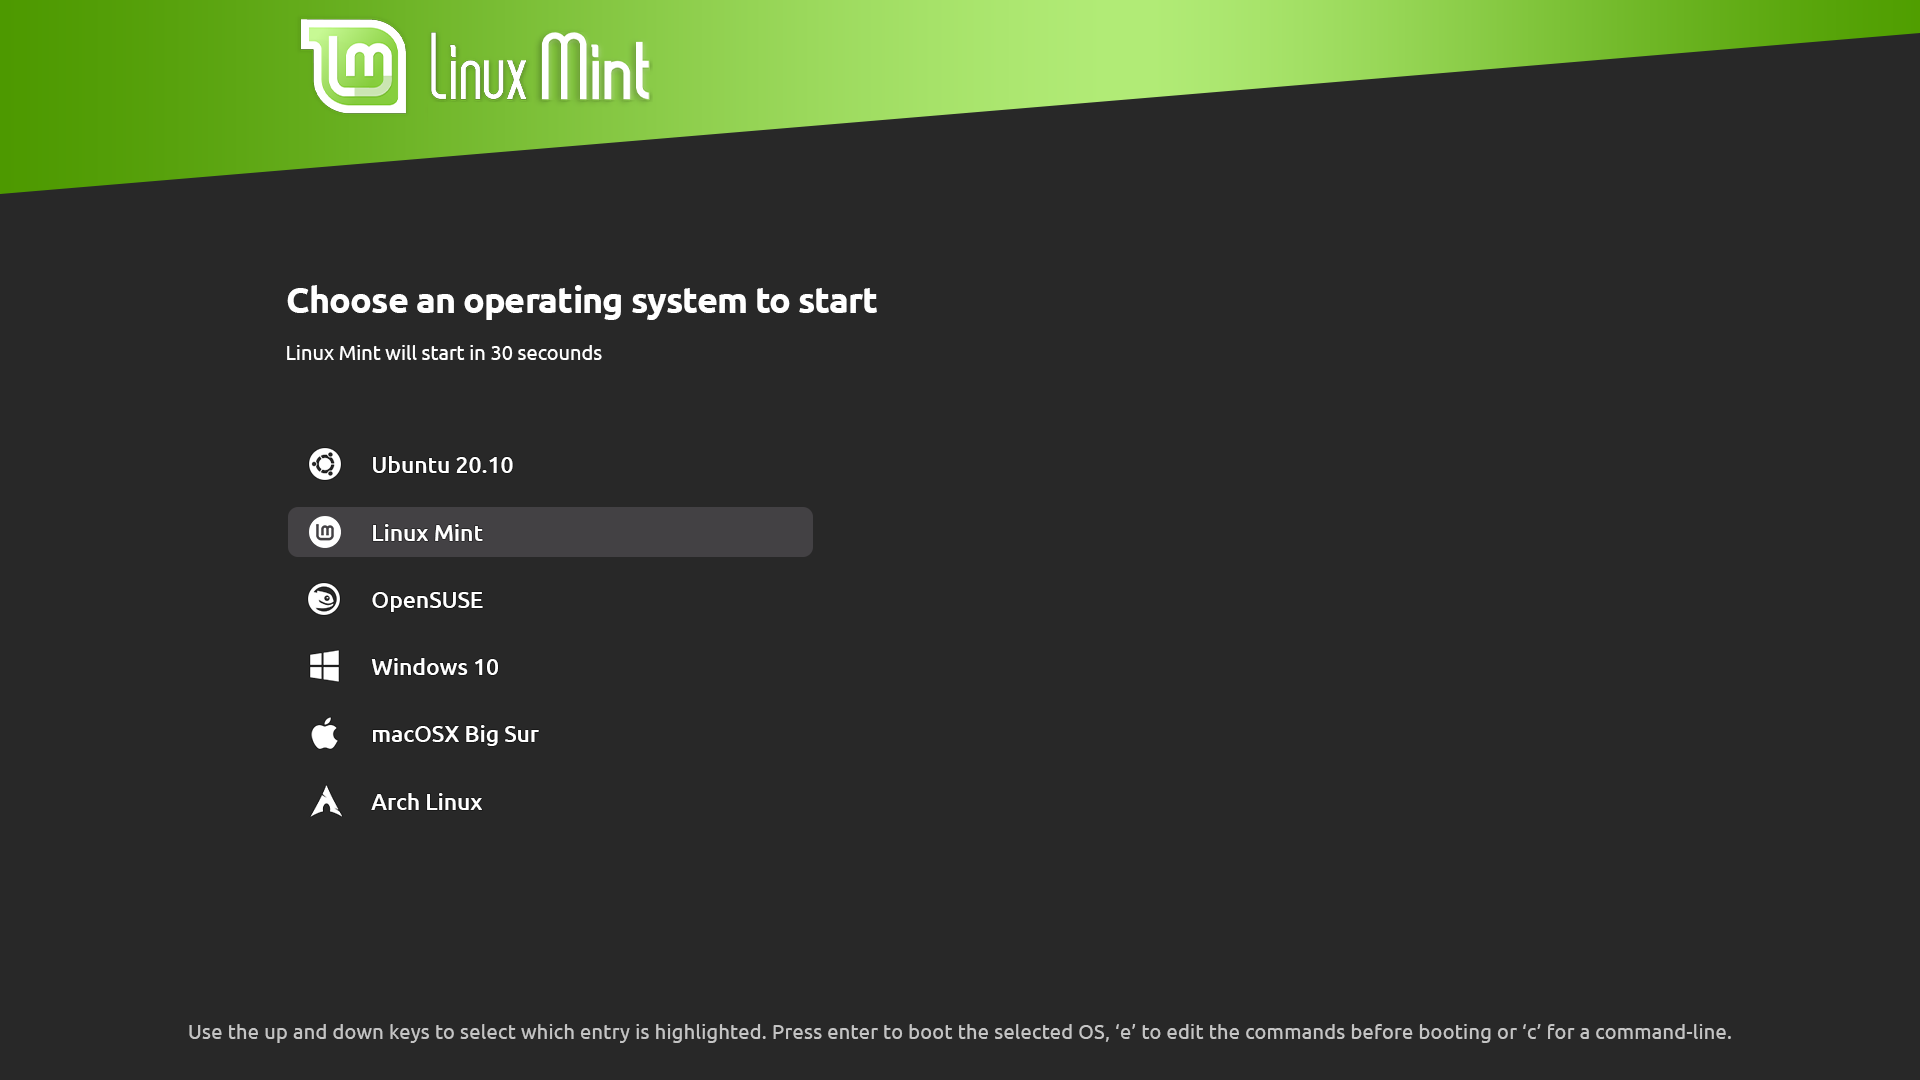 lm Linux Mint
Choose an operating system to start
Linux Mint will start in 30 secounds
Ubuntu 20.10
lm Linux Mint
OpenSUSE
Windows 10
macOSX Big Sur
Arch Linux
Use the up and down keys to select which entry is highlighted. Press enter to boot the selected OS, ‘e’ to edit the commands before booting or ‘c’ for a command-line.